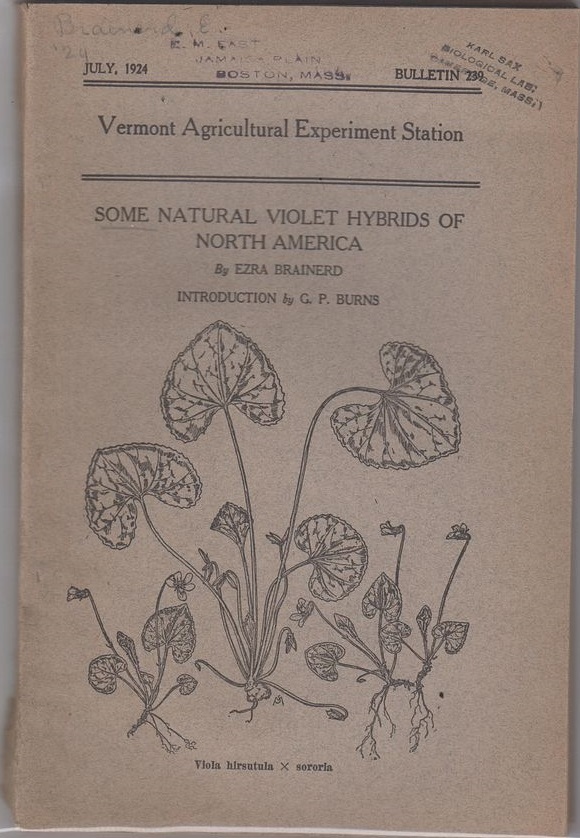 Brainerd, E.
'24
E. M. EAST
JAMAICA PLAIN
BOSTON, MASS.
KARL SAX
BIOLOGICAL LAB.
CAMBRIDGE, MASS.
JULY, 1924
BULLETIN 239
Vermont Agricultural Experiment Station
SOME NATURAL VIOLET HYBRIDS OF
NORTH AMERICA
By EZRA BRAINERD
INTRODUCTION by G. P. BURNS
Viola hirsutula × sororia